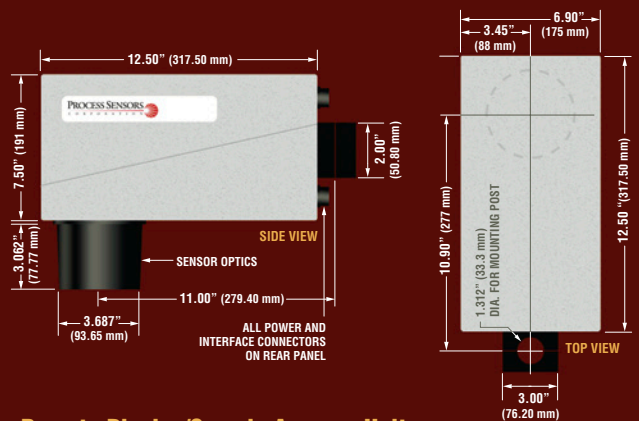 12.50” (317.50 mm)
7.50” (191 mm)
PROCESS SENSORS
CORPORATION
2.00”
(50.80 mm)
SIDE VIEW
3.062”
(77.77 mm)
SENSOR OPTICS
11.00” (279.40 mm)
3.687”
(93.65 mm)
ALL POWER AND
INTERFACE CONNECTORS
ON REAR PANEL
6.90”
(175 mm)
3.45”
(88 mm)
10.90” (277 mm)
1.312” (33.3 mm)
DIA. FOR MOUNTING POST
12.50 “(317.50 mm)
TOP VIEW
3.00”
(76.20 mm)